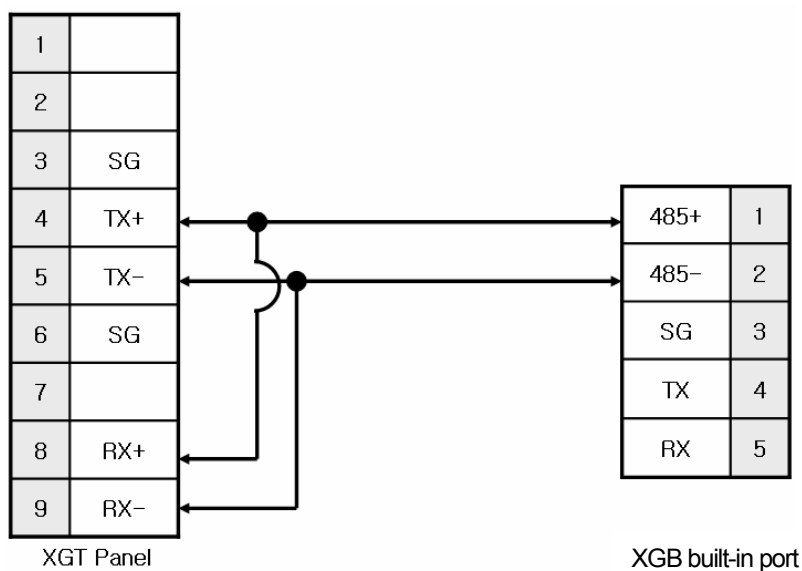 1
2
3 SG
4 TX+
5 TX-
6 SG
7
8 RX+
9 RX-
XGT Panel
485+ 1
485- 2
SG 3
TX 4
RX 5
XGB built-in port